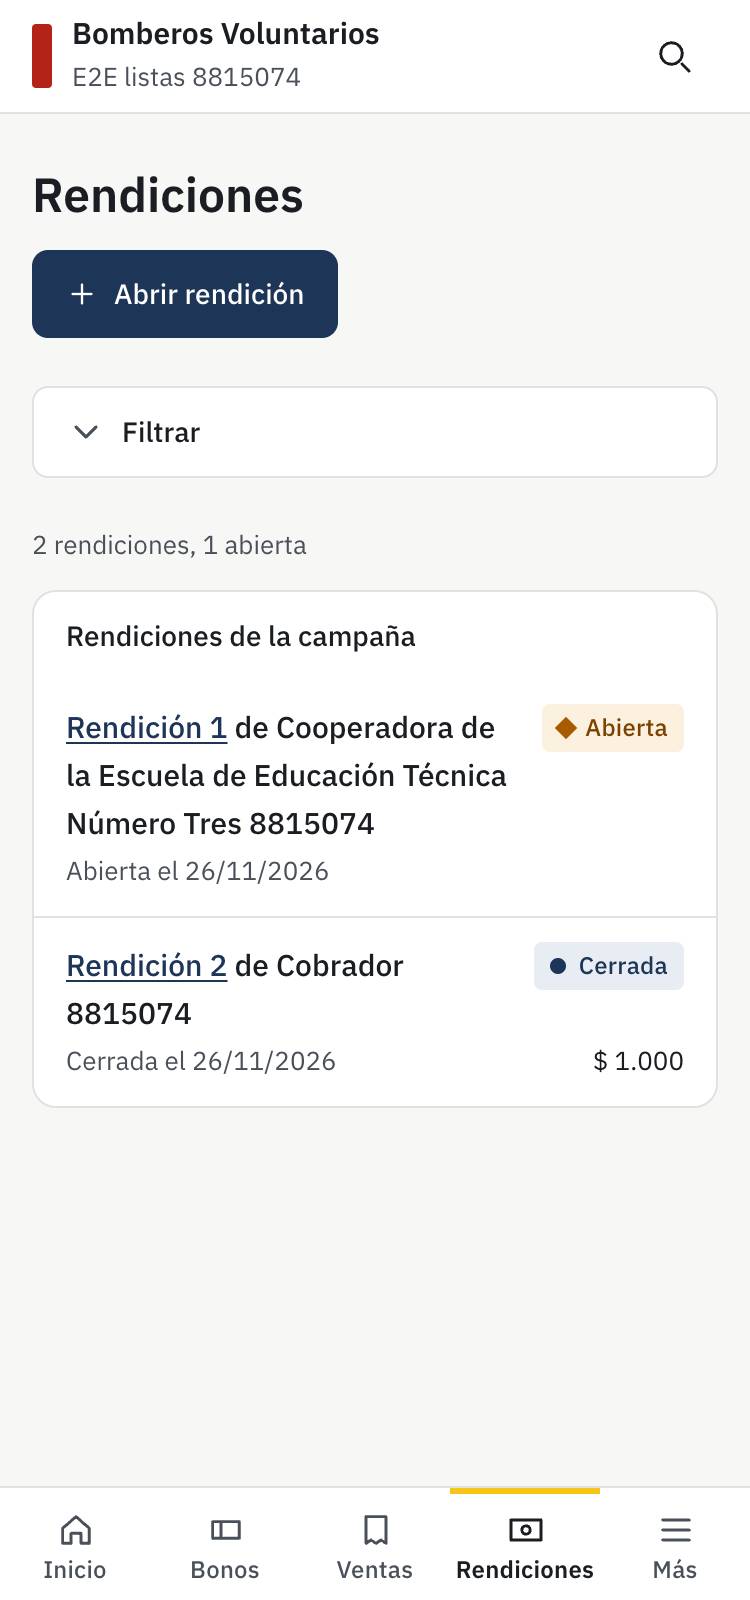 Bomberos Voluntarios
E2E listas 8815074
Rendiciones
Abrir rendición
Filtrar
2 rendiciones, 1 abierta
Rendiciones de la campaña
Rendición 1 de Cooperadora de
la Escuela de Educación Técnica
Número Tres 8815074
Abierta
Abierta el 26/11/2026
Rendición 2 de Cobrador
8815074
Cerrada
Cerrada el 26/11/2026
$ 1.000
Inicio
Bonos
Ventas
Rendiciones
Más